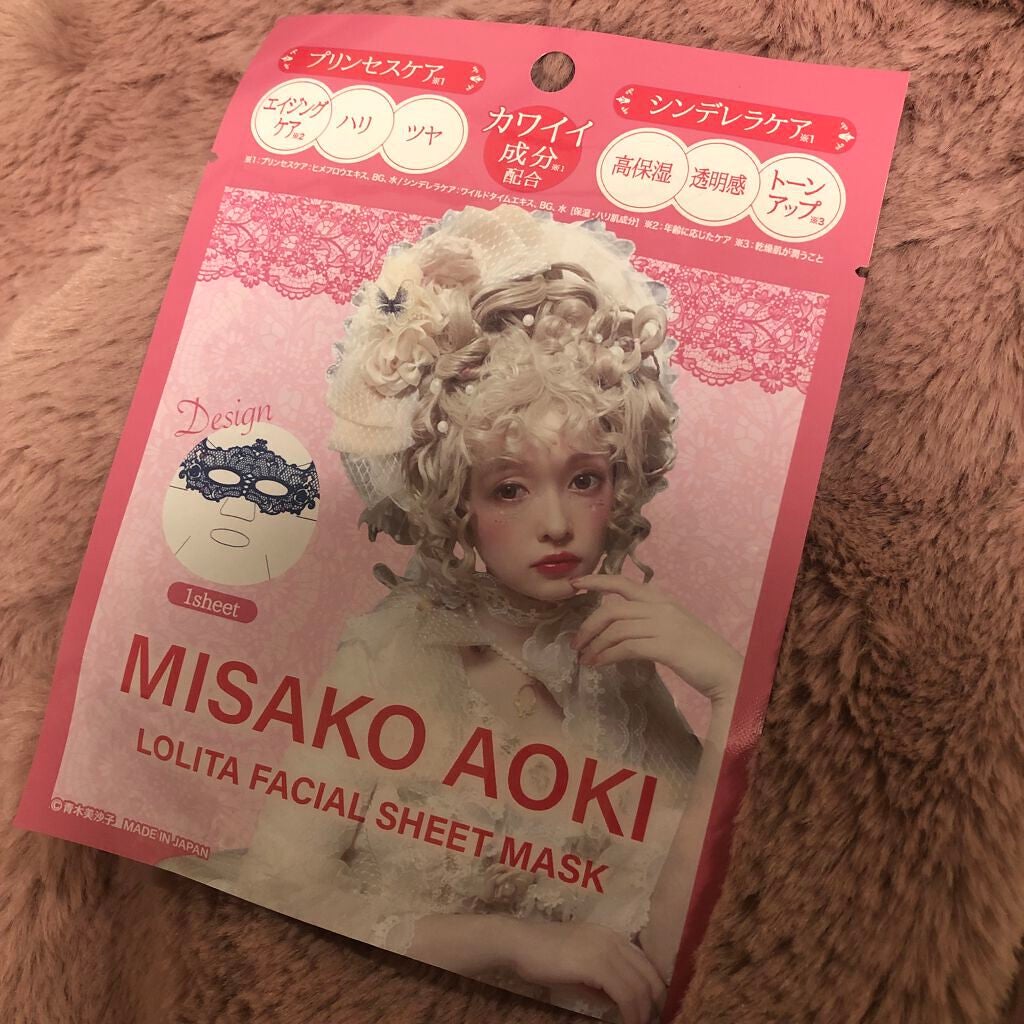 プリンセスケア※1
エイジング
ケア※2
ハリ
ツヤ
カワイイ
成分※1
配合
シンデレラケア※1
高保湿
透明感
トーン
アップ※3
※1:プリンセスケア:ヒメフロウエキス、BG、水/シンデレラケア:ワイルドタイムエキス、BG、水 [保湿・ハリ肌成分] ※2:年齢に応じたケア ※3:乾燥肌が潤うこと
Design
1sheet
MISAKO AOKI
LOLITA FACIAL SHEET MASK
©青木美沙子 MADE IN JAPAN